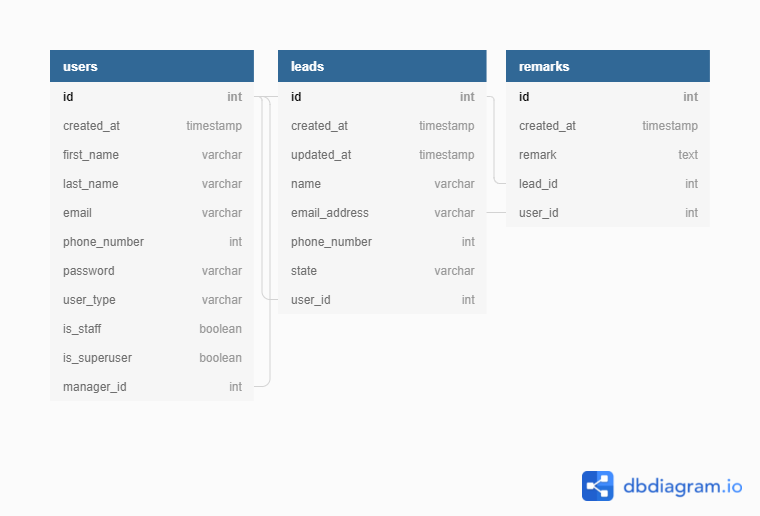 users
id int
created_at timestamp
first_name varchar
last_name varchar
email varchar
phone_number int
password varchar
user_type varchar
is_staff boolean
is_superuser boolean
manager_id int
leads
id int
created_at timestamp
updated_at timestamp
name varchar
email_address varchar
phone_number int
state varchar
user_id int
remarks
id int
created_at timestamp
remark text
lead_id int
user_id int
dbdiagram.io